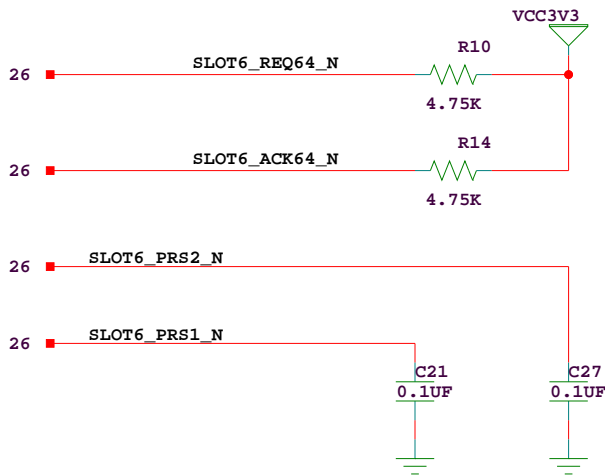 VCC3V3
SLOT6_REQ64_N
R10
26
4.75K
SLOT6_ACK64_N
R14
26
4.75K
SLOT6_PRS2_N
26
SLOT6_PRS1_N
26
C21
0.1UF
C27
0.1UF